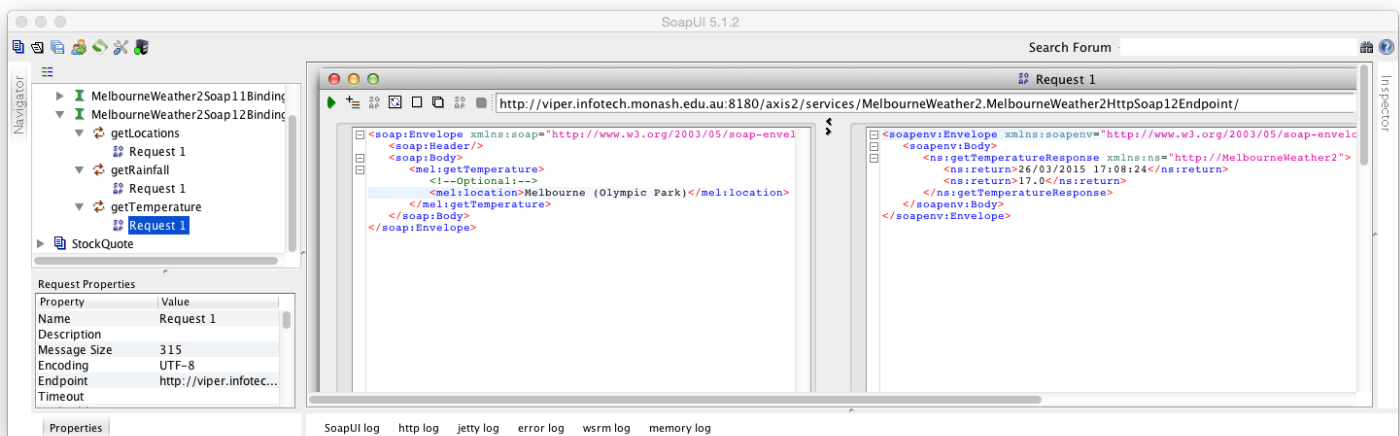 SoapUI 5.1.2
Search Forum
Navigator
MelbourneWeather2Soap11Binding
MelbourneWeather2Soap12Binding
getLocations
Request 1
getRainfall
Request 1
getTemperature
Request 1
StockQuote
Request Properties
Property Value
Name Request 1
Description
Message Size 315
Encoding UTF-8
Endpoint http://viper.infotec...
Timeout
Properties
Request 1
http://viper.infotech.monash.edu.au:8180/axis2/services/MelbourneWeather2.MelbourneWeather2HttpSoap12Endpoint/
<soap:Envelope xmlns:soap="http://www.w3.org/2003/05/soap-envel
<soap:Header/>
<soap:Body>
<mel:getTemperature>
<!--Optional:-->
<mel:location>Melbourne (Olympic Park)</mel:location>
</mel:getTemperature>
</soap:Body>
</soap:Envelope>
<soapenv:Envelope xmlns:soapenv="http://www.w3.org/2003/05/soap-envelo
<soapenv:Body>
<ns:getTemperatureResponse xmlns:ns="http://MelbourneWeather2">
<ns:return>26/03/2015 17:08:24</ns:return>
<ns:return>17.0</ns:return>
</ns:getTemperatureResponse>
</soapenv:Body>
</soapenv:Envelope>
Inspector
SoapUI log http log jetty log error log wsrm log memory log